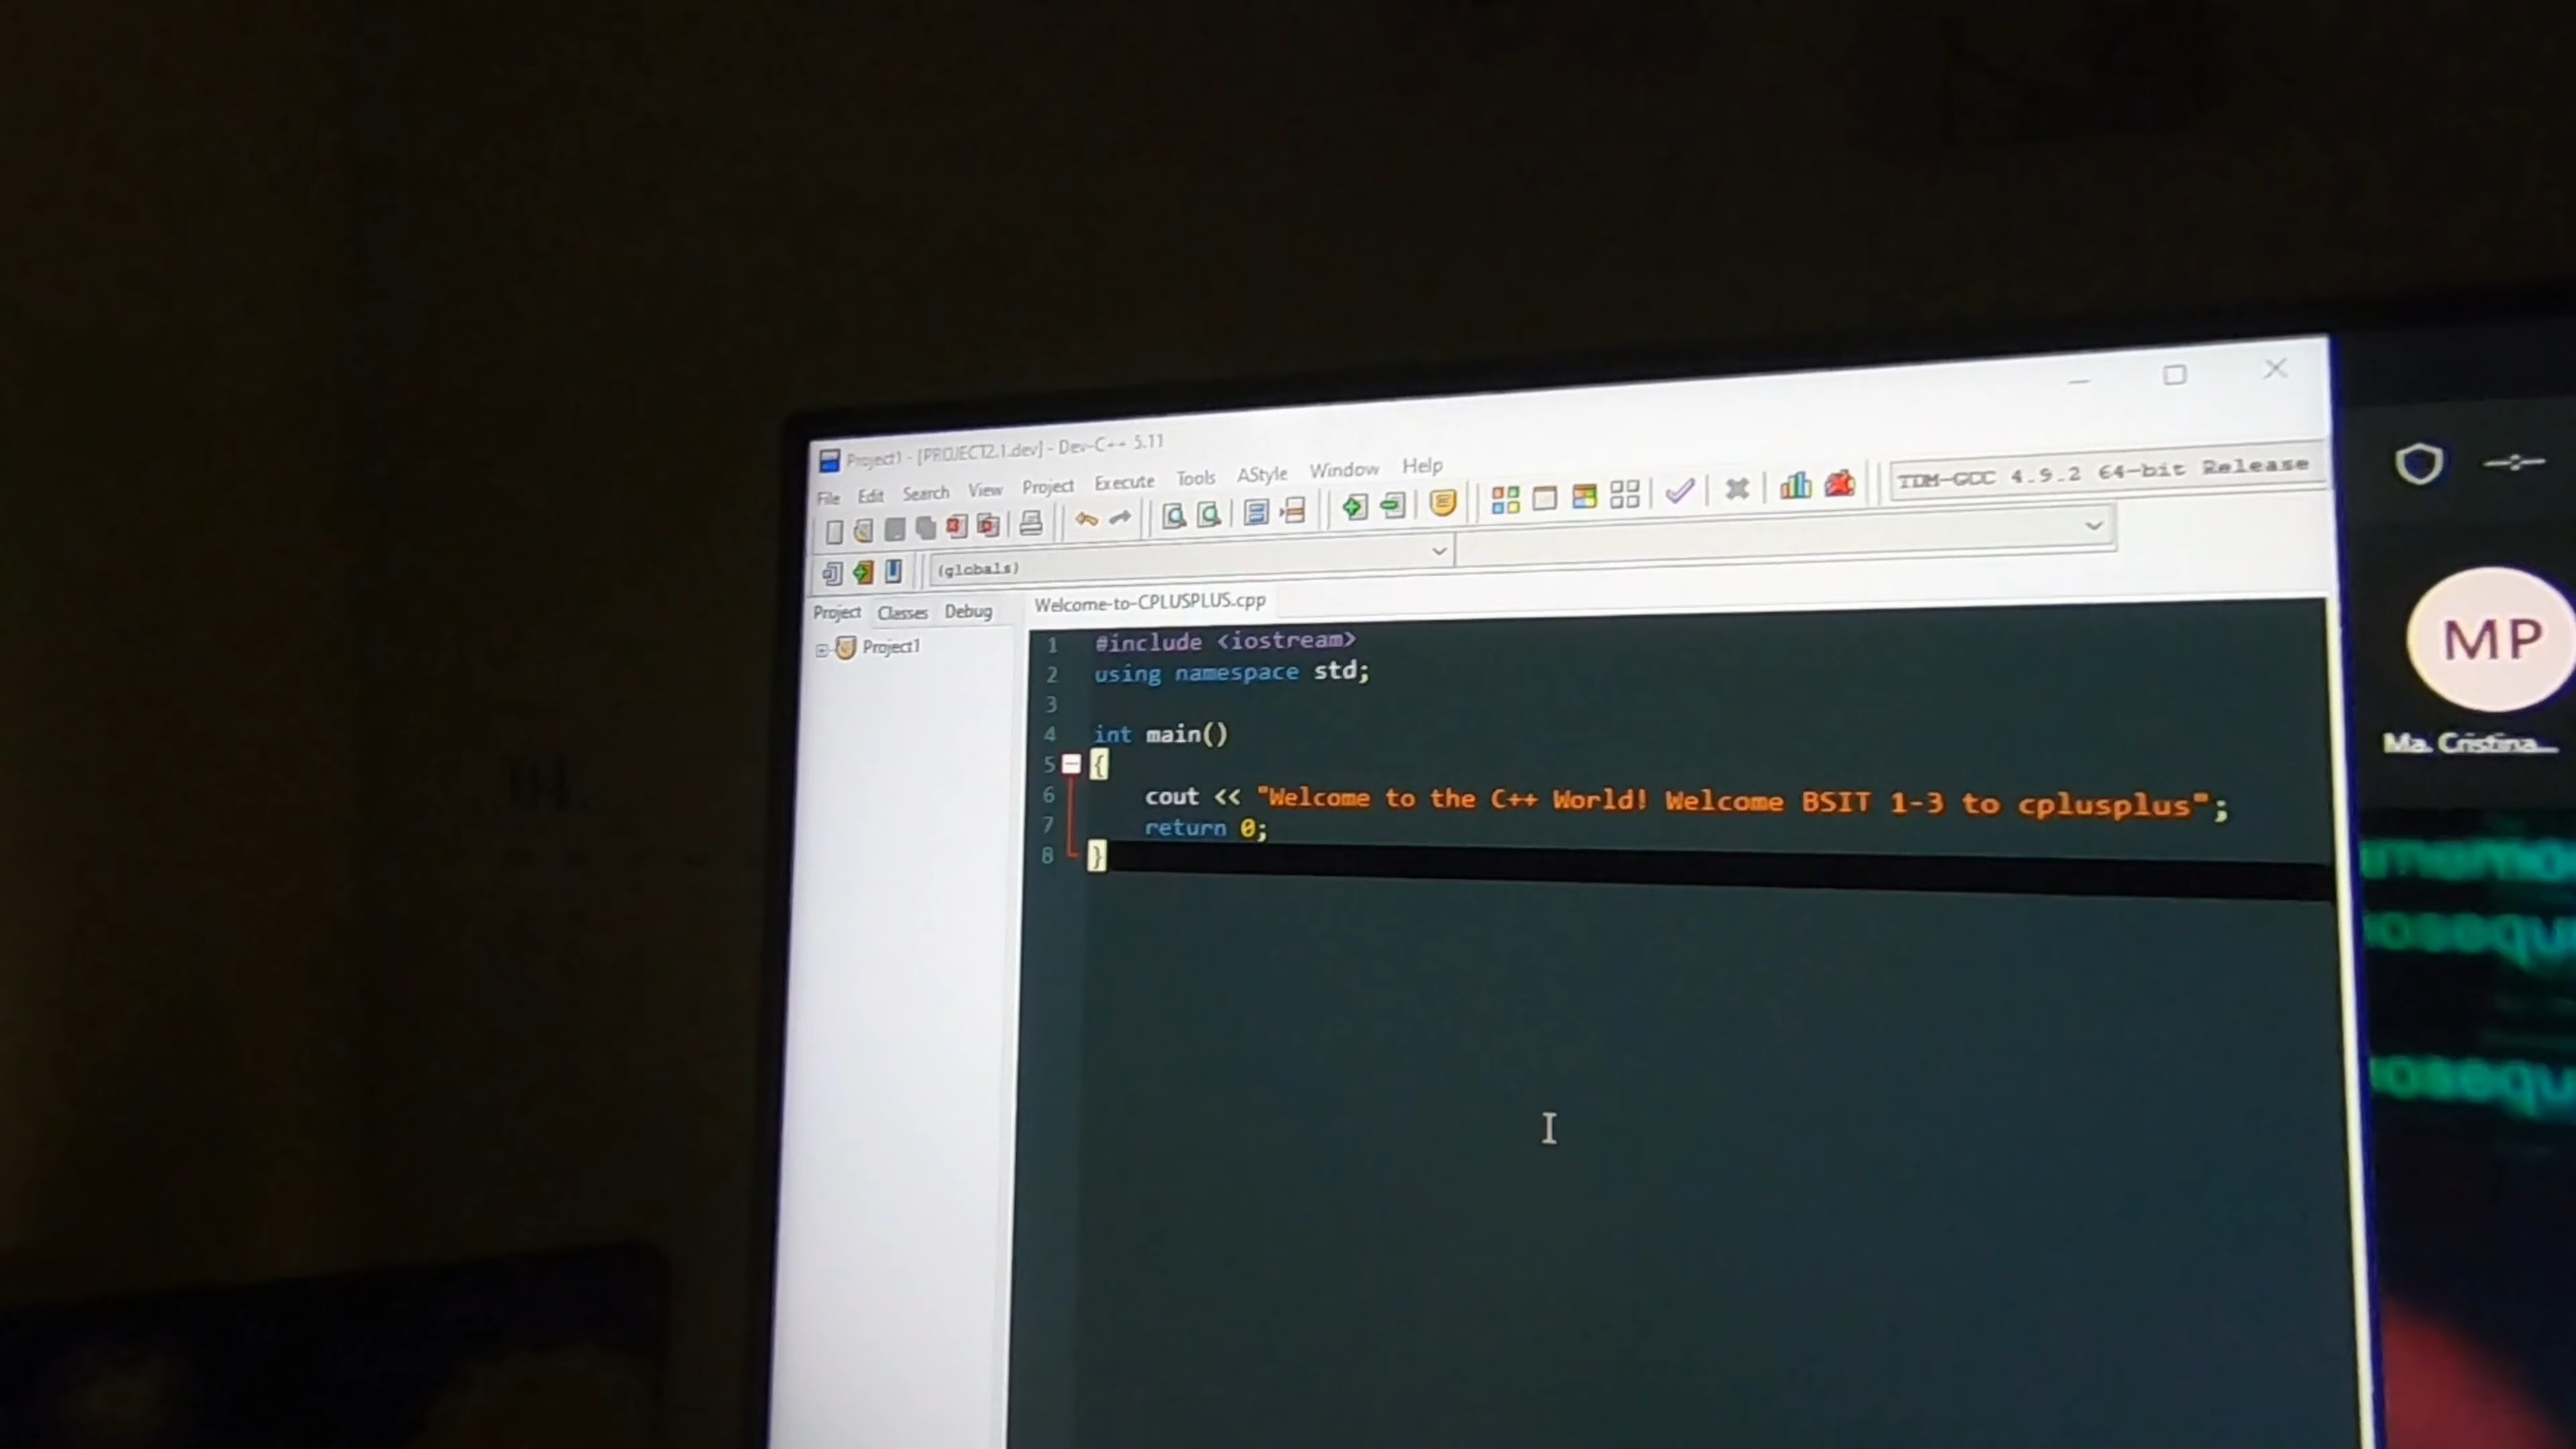 Project1 - [PROJECT2.1.dev] - Dev-C++ 5.11
File Edit Search View Project Execute Tools AStyle Window Help
TDM-GCC 4.9.2 64-bit Release
(globals)
Project Classes Debug
Welcome-to-CPLUSPLUS.cpp
Project1
1 #include <iostream>
2 using namespace std;
3
4 int main()
5 {
6 cout << "Welcome to the C++ World! Welcome BSIT 1-3 to cplusplus";
7 return 0;
8 }
MP
Ma. Cristina...